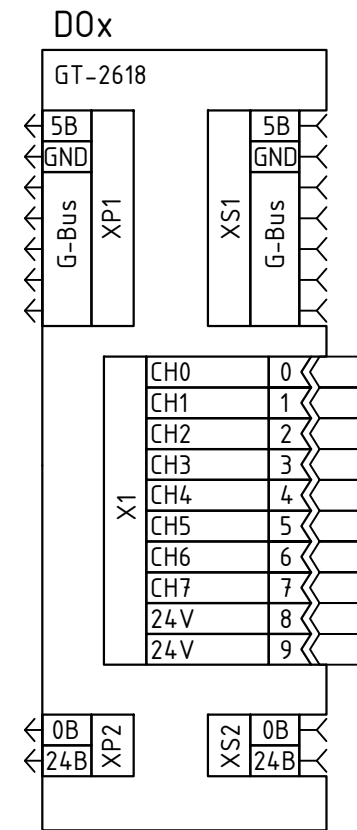 DOx
GT-2618
5В 5В
GND GND
G-Bus XP1 XS1 G-Bus
X1
CH0 0
CH1 1
CH2 2
CH3 3
CH4 4
CH5 5
CH6 6
CH7 7
24V 8
24V 9
0В XP2 XS2 0В
24В 24В